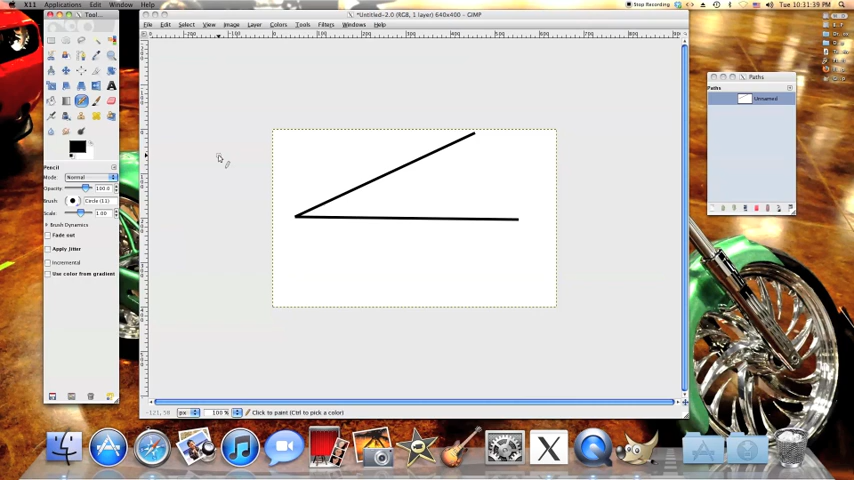 X11 Applications Edit Window Help
Stop Recording
Tue 10:31:39
Tool...
*Untitled-2.0 (RGB, 1 layer) 640x400 – GIMP
File Edit Select View Image Layer Colors Tools Filters Windows Help
Paths
Paths
Unnamed
Pencil
Mode: Normal
Opacity: 100.0
Brush: Circle (11)
Scale: 1.00
Brush Dynamics
Fade out
Apply Jitter
Incremental
Use color from gradient
px 100% Click to paint (Ctrl to pick a color)